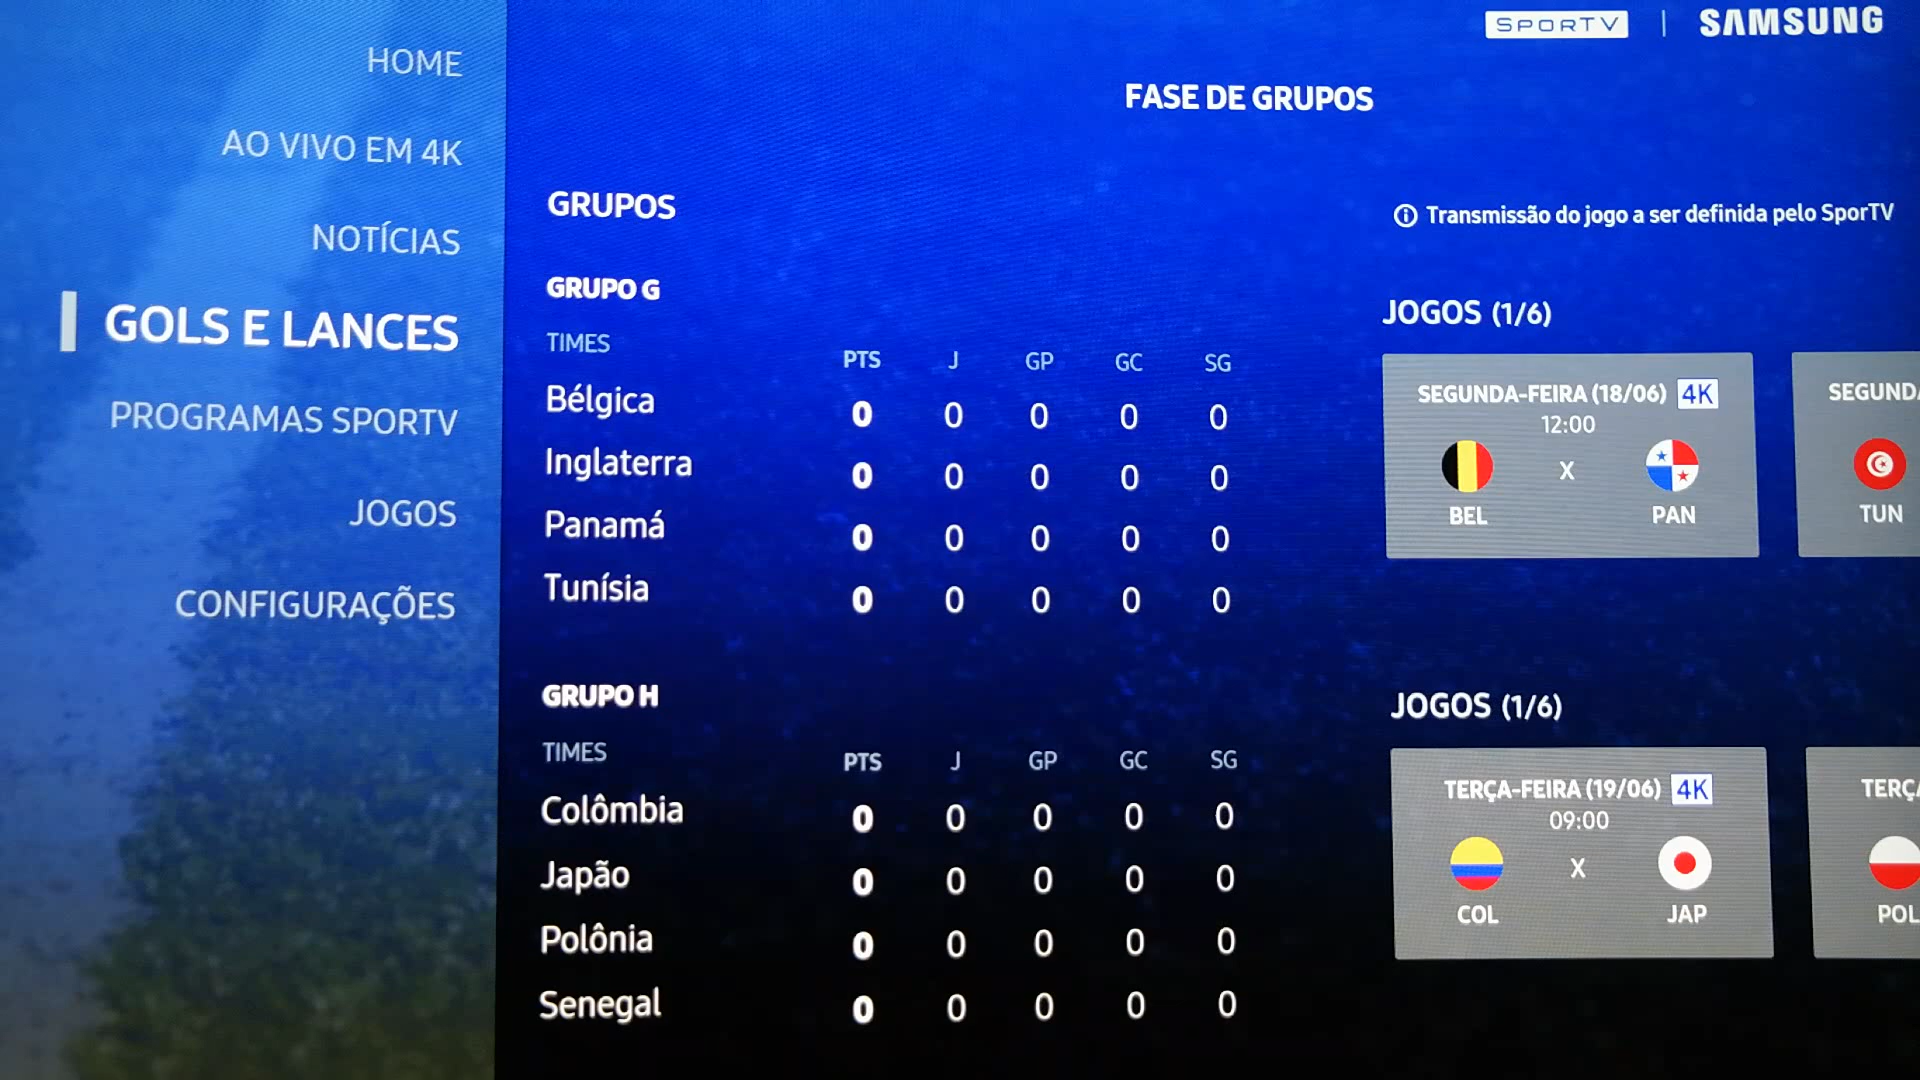 SPORTV | SAMSUNG
HOME
AO VIVO EM 4K
NOTÍCIAS
GOLS E LANCES
PROGRAMAS SPORTV
JOGOS
CONFIGURAÇÕES
FASE DE GRUPOS
GRUPOS
Transmissão do jogo a ser definida pelo SporTV
GRUPO G
TIMES PTS J GP GC SG
Bélgica 0 0 0 0 0
Inglaterra 0 0 0 0 0
Panamá 0 0 0 0 0
Tunísia 0 0 0 0 0
JOGOS (1/6)
SEGUNDA-FEIRA (18/06) 4K
12:00
X
BEL PAN
SEGUNDA
TUN
GRUPO H
TIMES PTS J GP GC SG
Colômbia 0 0 0 0 0
Japão 0 0 0 0 0
Polônia 0 0 0 0 0
Senegal 0 0 0 0 0
JOGOS (1/6)
TERÇA-FEIRA (19/06) 4K
09:00
X
COL JAP
TERÇA
POL